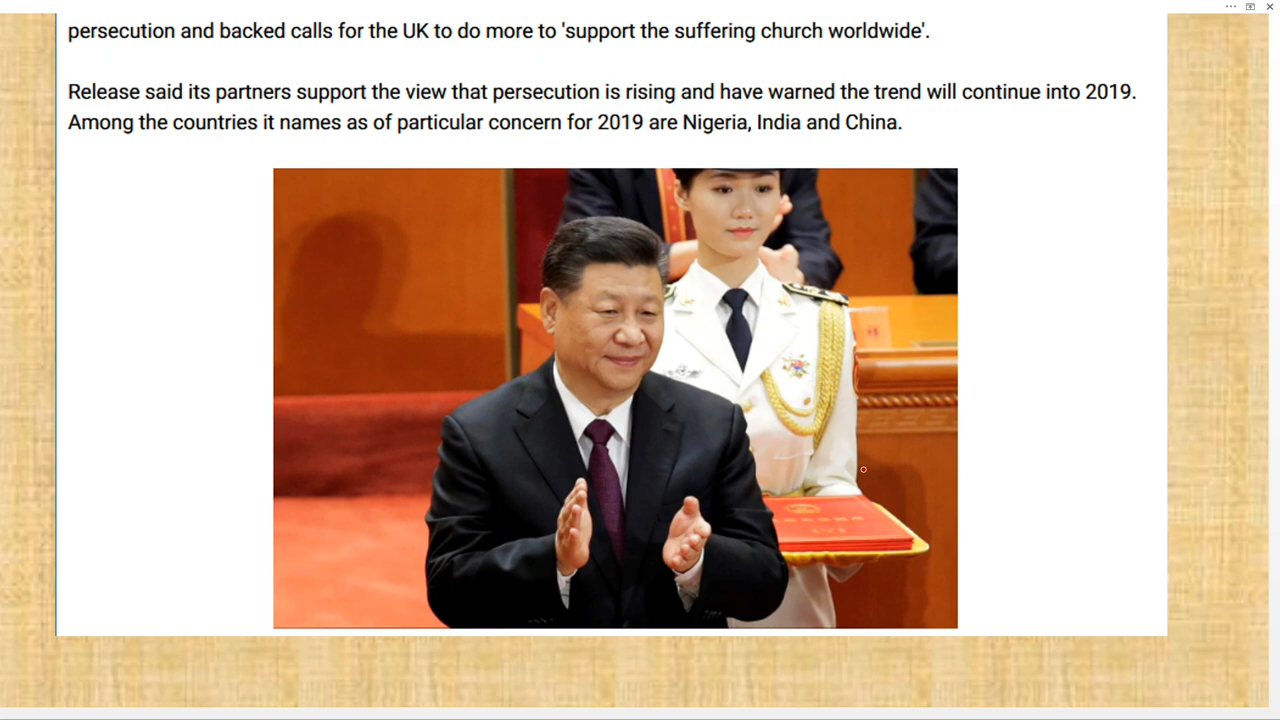 persecution and backed calls for the UK to do more to 'support the suffering church worldwide'.
Release said its partners support the view that persecution is rising and have warned the trend will continue into 2019.
Among the countries it names as of particular concern for 2019 are Nigeria, India and China.